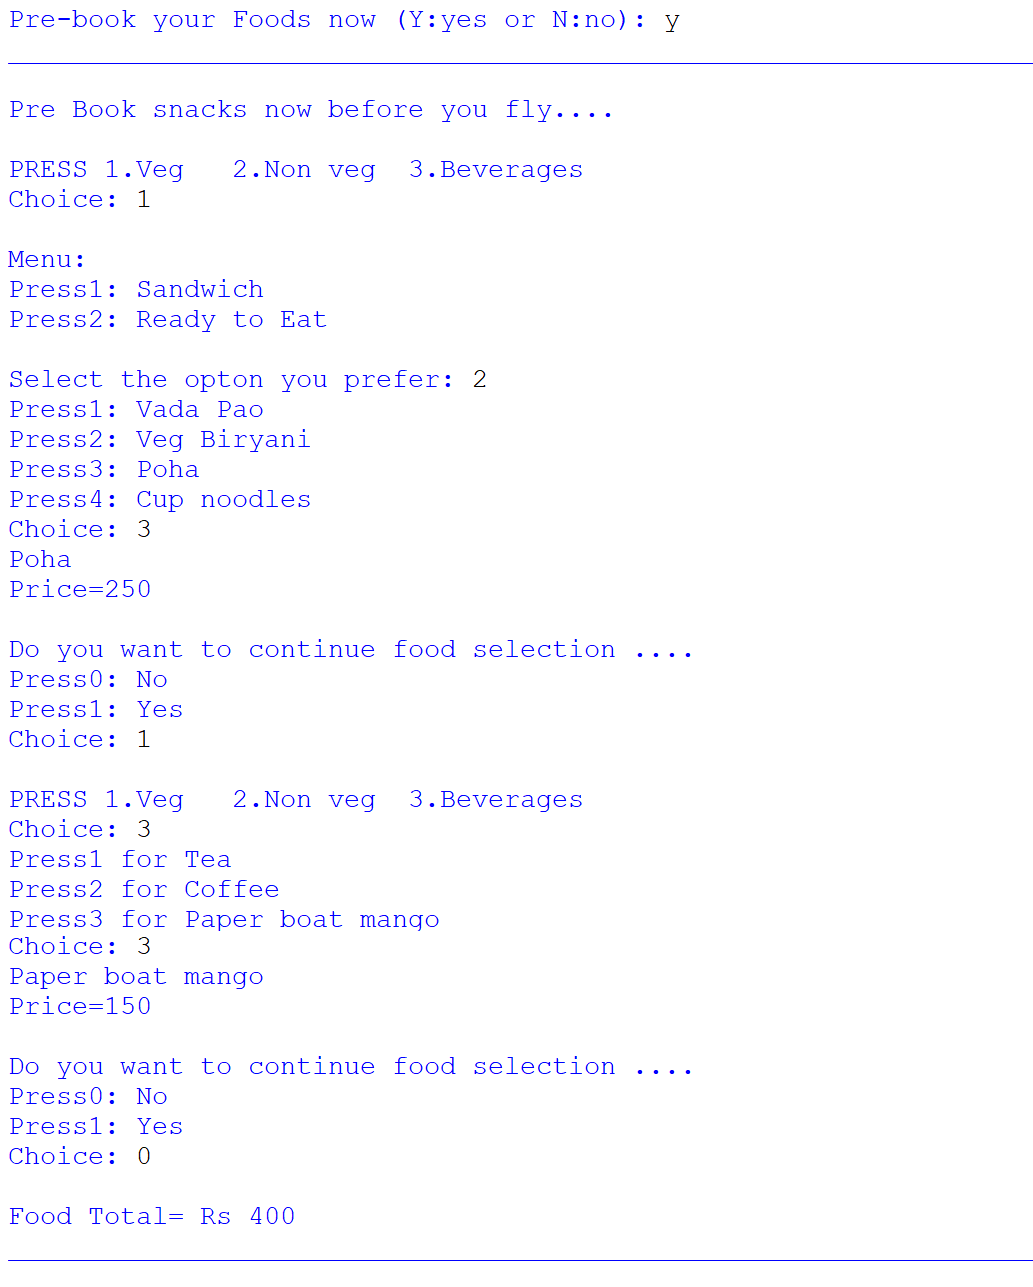 Pre-book your Foods now (Y:yes or N:no): y
Pre Book snacks now before you fly....
PRESS 1.Veg   2.Non veg  3.Beverages
Choice: 1
Menu:
Press1: Sandwich
Press2: Ready to Eat
Select the opton you prefer: 2
Press1: Vada Pao
Press2: Veg Biryani
Press3: Poha
Press4: Cup noodles
Choice: 3
Poha
Price=250
Do you want to continue food selection ....
Press0: No
Press1: Yes
Choice: 1
PRESS 1.Veg   2.Non veg  3.Beverages
Choice: 3
Press1 for Tea
Press2 for Coffee
Press3 for Paper boat mango
Choice: 3
Paper boat mango
Price=150
Do you want to continue food selection ....
Press0: No
Press1: Yes
Choice: 0
Food Total= Rs 400